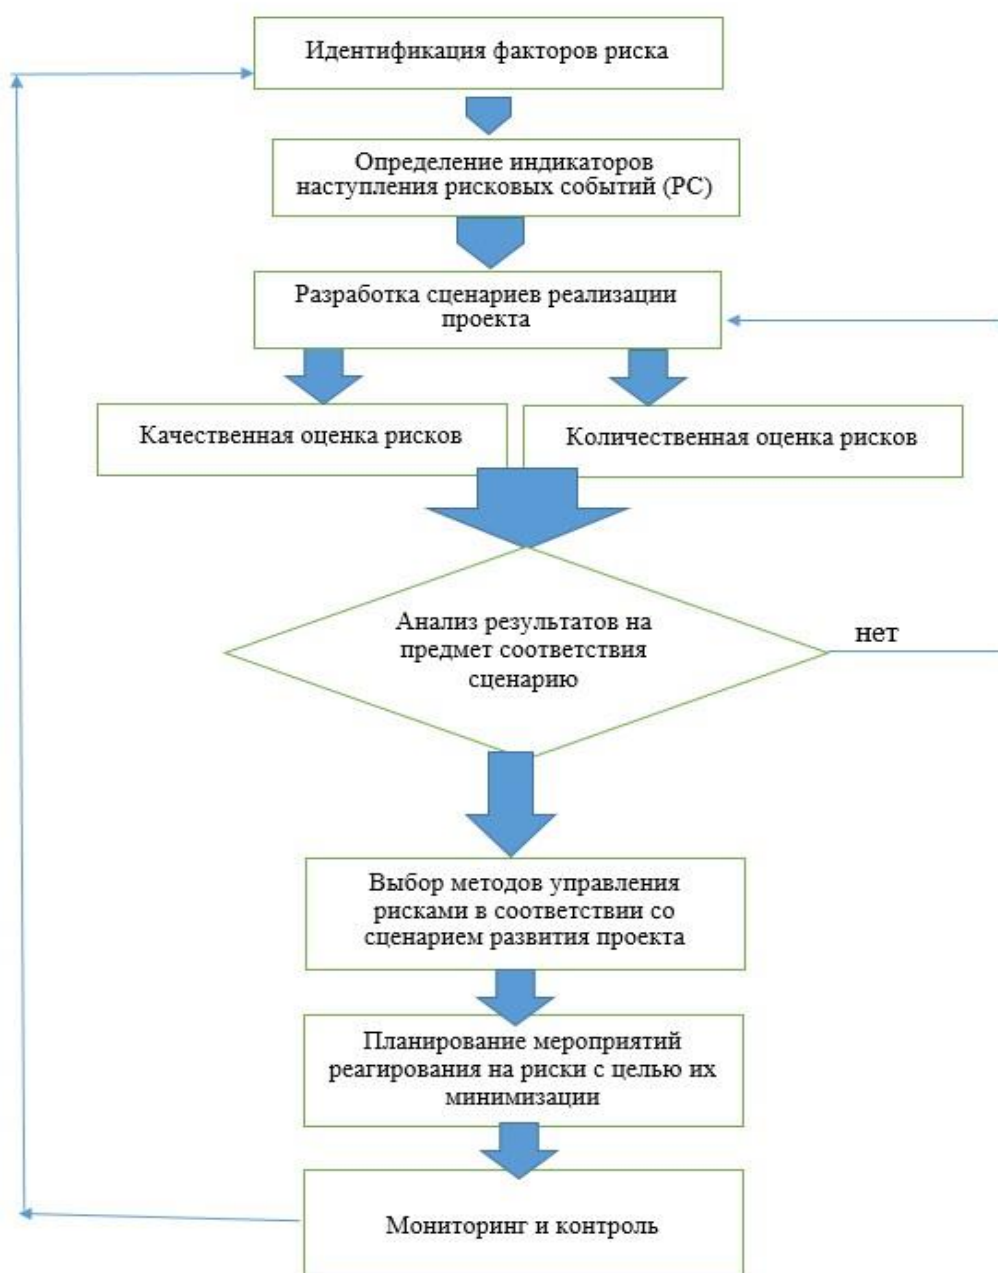 Идентификация факторов риска
Определение индикаторов
наступления рисковых событий (РС)
Разработка сценариев реализации
проекта
Качественная оценка рисков
Количественная оценка рисков
Анализ результатов на
предмет соответствия
сценарию
нет
Выбор методов управления
рисками в соответствии со
сценарием развития проекта
Планирование мероприятий
реагирования на риски с целью их
минимизации
Мониторинг и контроль